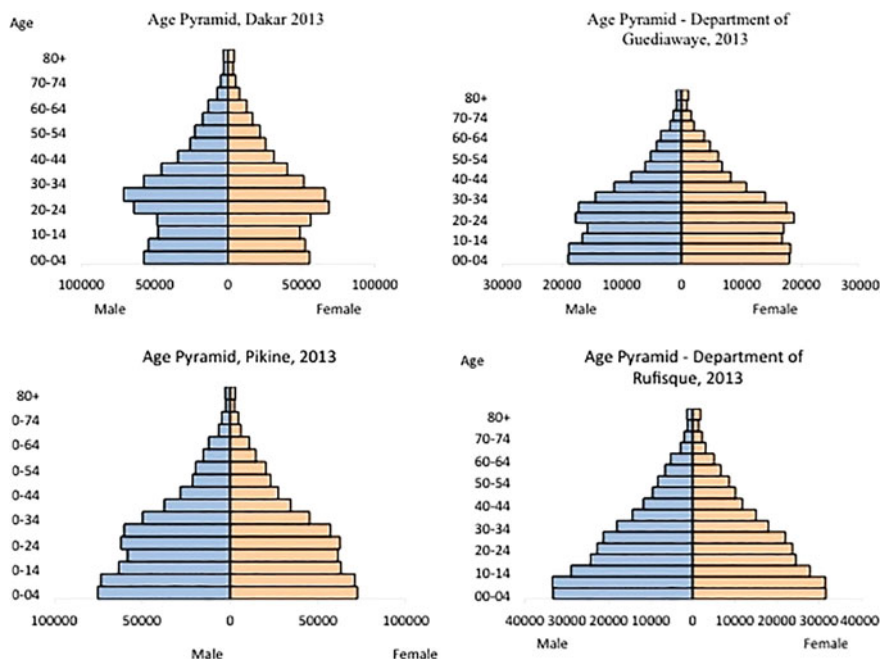 Age
Age Pyramid, Dakar 2013
80+
70-74
60-64
50-54
40-44
30-34
20-24
10-14
00-04
100000 50000 0 50000 100000
Male Female
Age Pyramid - Department of
Guediawaye, 2013
80+
70-74
60-64
50-54
40-44
30-34
20-24
10-14
00-04
30000 20000 10000 0 10000 20000 30000
Male Female
Age Pyramid, Pikine, 2013
80+
0-74
0-64
0-54
0-44
0-34
0-24
0-14
0-04
100000 50000 0 50000 100000
Male Female
Age
Age Pyramid - Department of
Rufisque, 2013
80+
70-74
60-64
50-54
40-44
30-34
20-24
10-14
00-04
40000 30000 20000 10000 0 10000 20000 30000 40000
Male Female